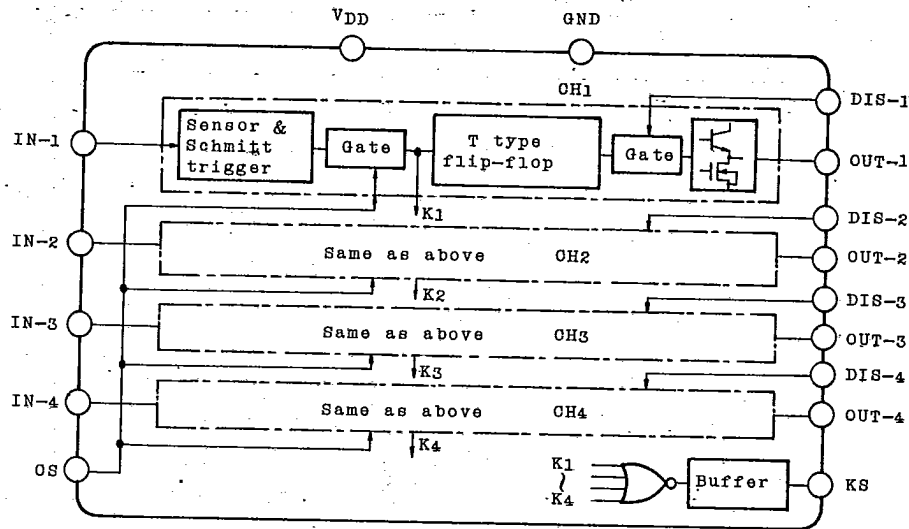 VDD
GND
CH1
DIS-1
IN-1
Sensor &
Schmitt
trigger
Gate
T type
flip-flop
Gate
OUT-1
K1
DIS-2
IN-2
Same as above CH2
OUT-2
K2
DIS-3
IN-3
Same as above CH3
OUT-3
K3
DIS-4
IN-4
Same as above CH4
OUT-4
K4
OS
K1
~
K4
Buffer
KS